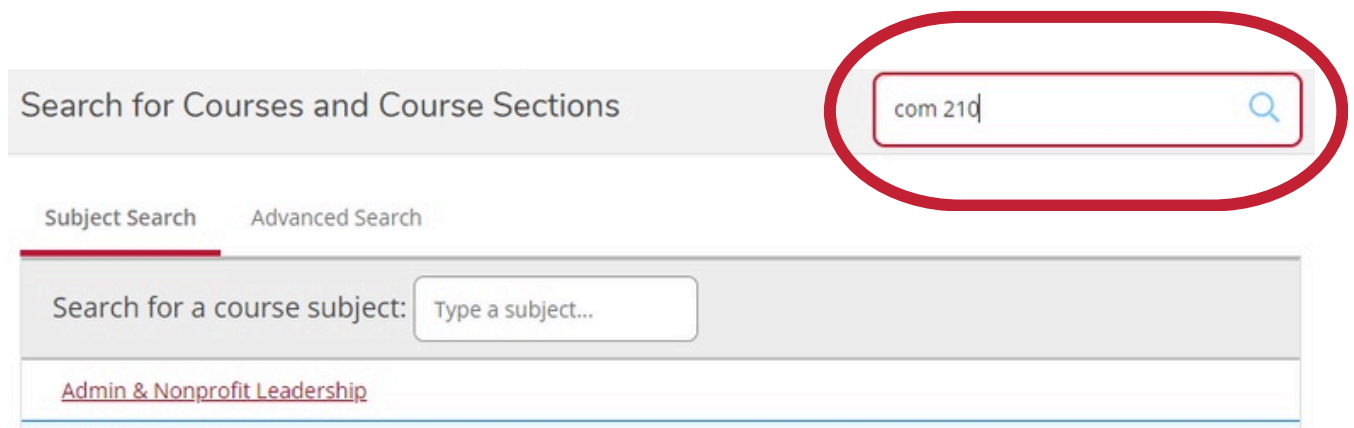 Search for Courses and Course Sections
com 210
Subject Search
Advanced Search
Search for a course subject:
Type a subject...
Admin & Nonprofit Leadership